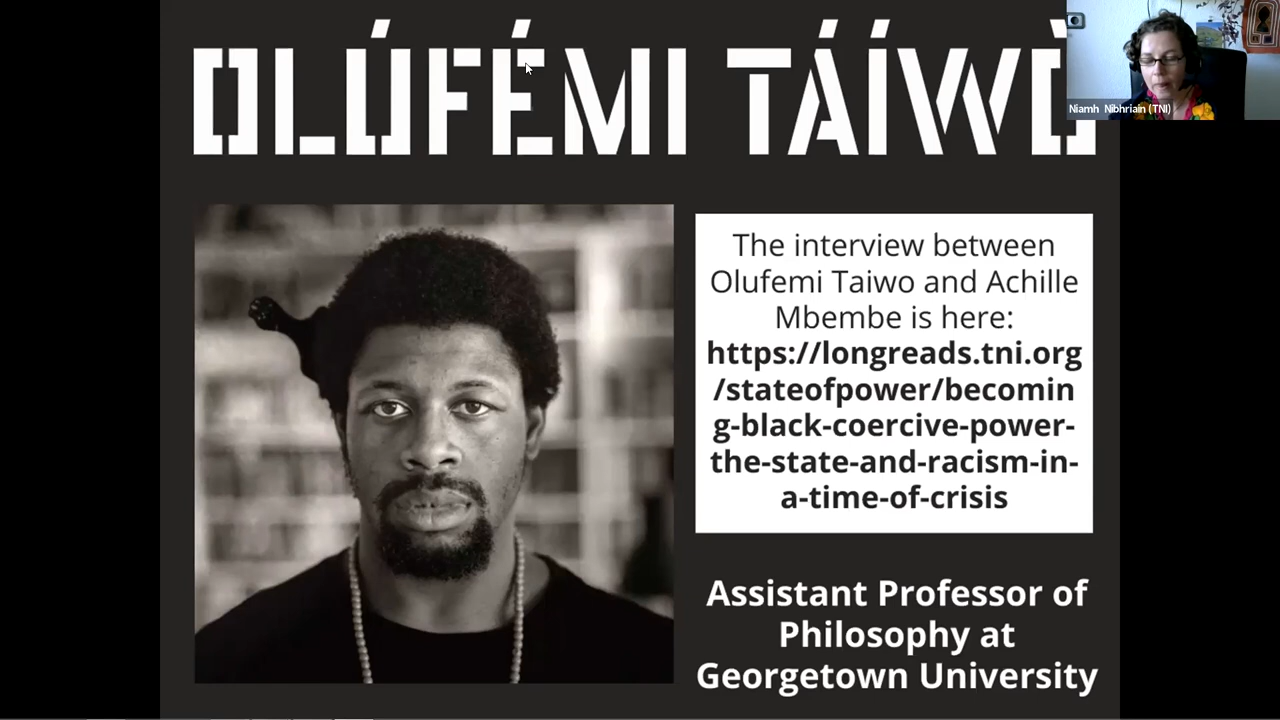 OLÚFÉMI TÁÍWÒ
Niamh Nibhriain (TNI)
The interview between
Olufemi Taiwo and Achille
Mbembe is here:
https://longreads.tni.org
/stateofpower/becomin
g-black-coercive-power-
the-state-and-racism-in-
a-time-of-crisis
Assistant Professor of
Philosophy at
Georgetown University